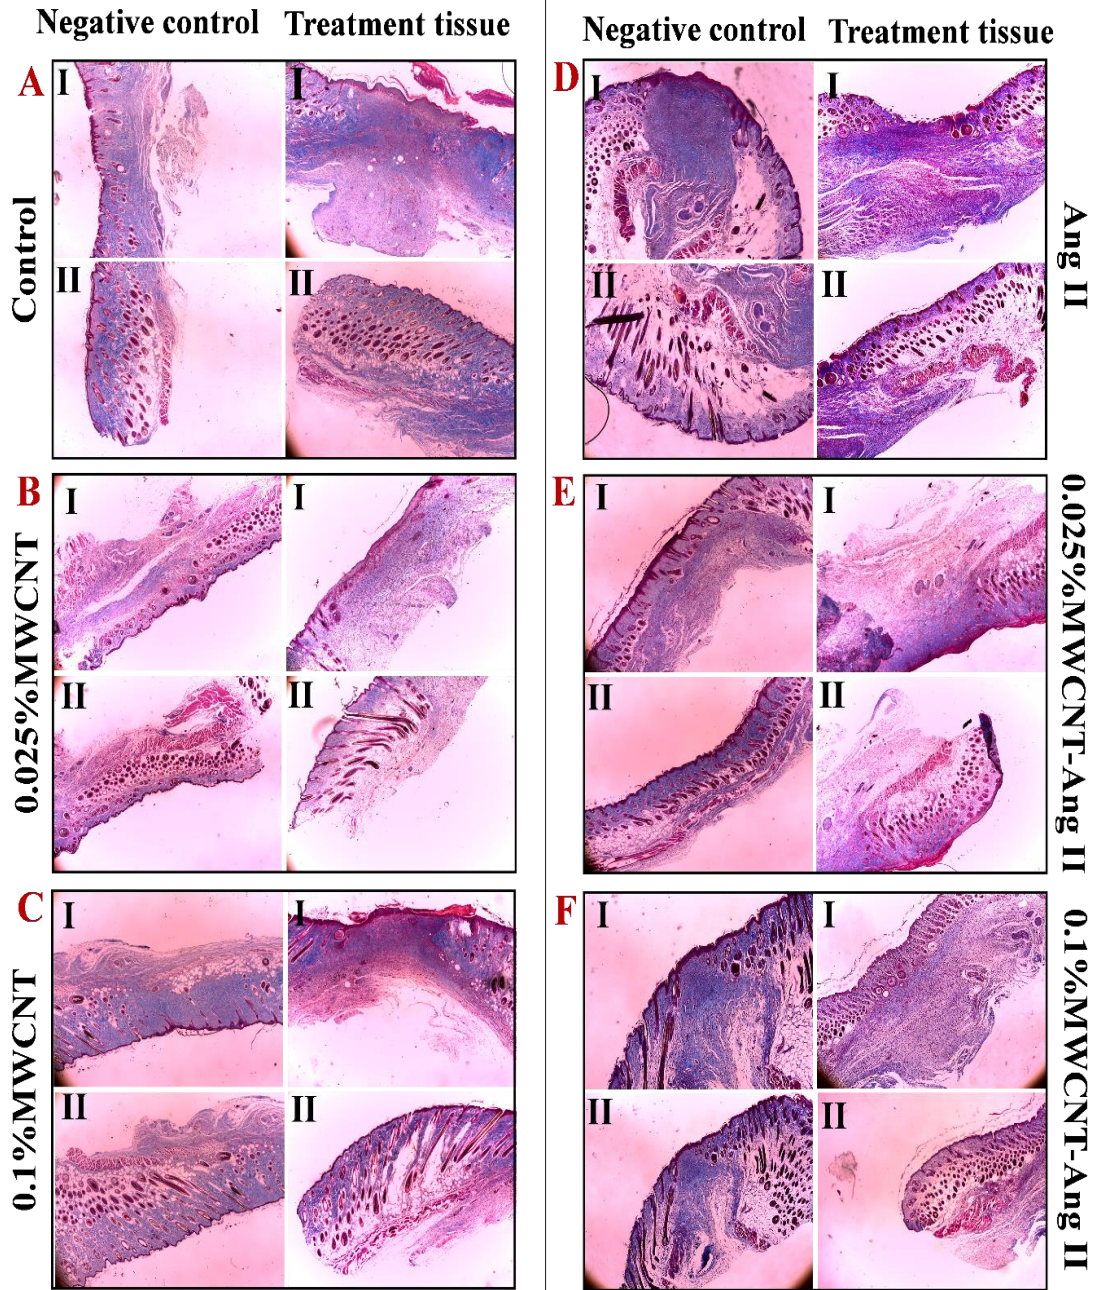 Negative control Treatment tissue
A
I
I
Control
II
II
B
I
I
0.025%MWCNT
II
II
C
I
I
0.1%MWCNT
II
II
Negative control Treatment tissue
D
I
I
Ang II
II
II
E
I
I
0.025%MWCNT-Ang II
II
II
F
I
I
0.1%MWCNT-Ang II
II
II